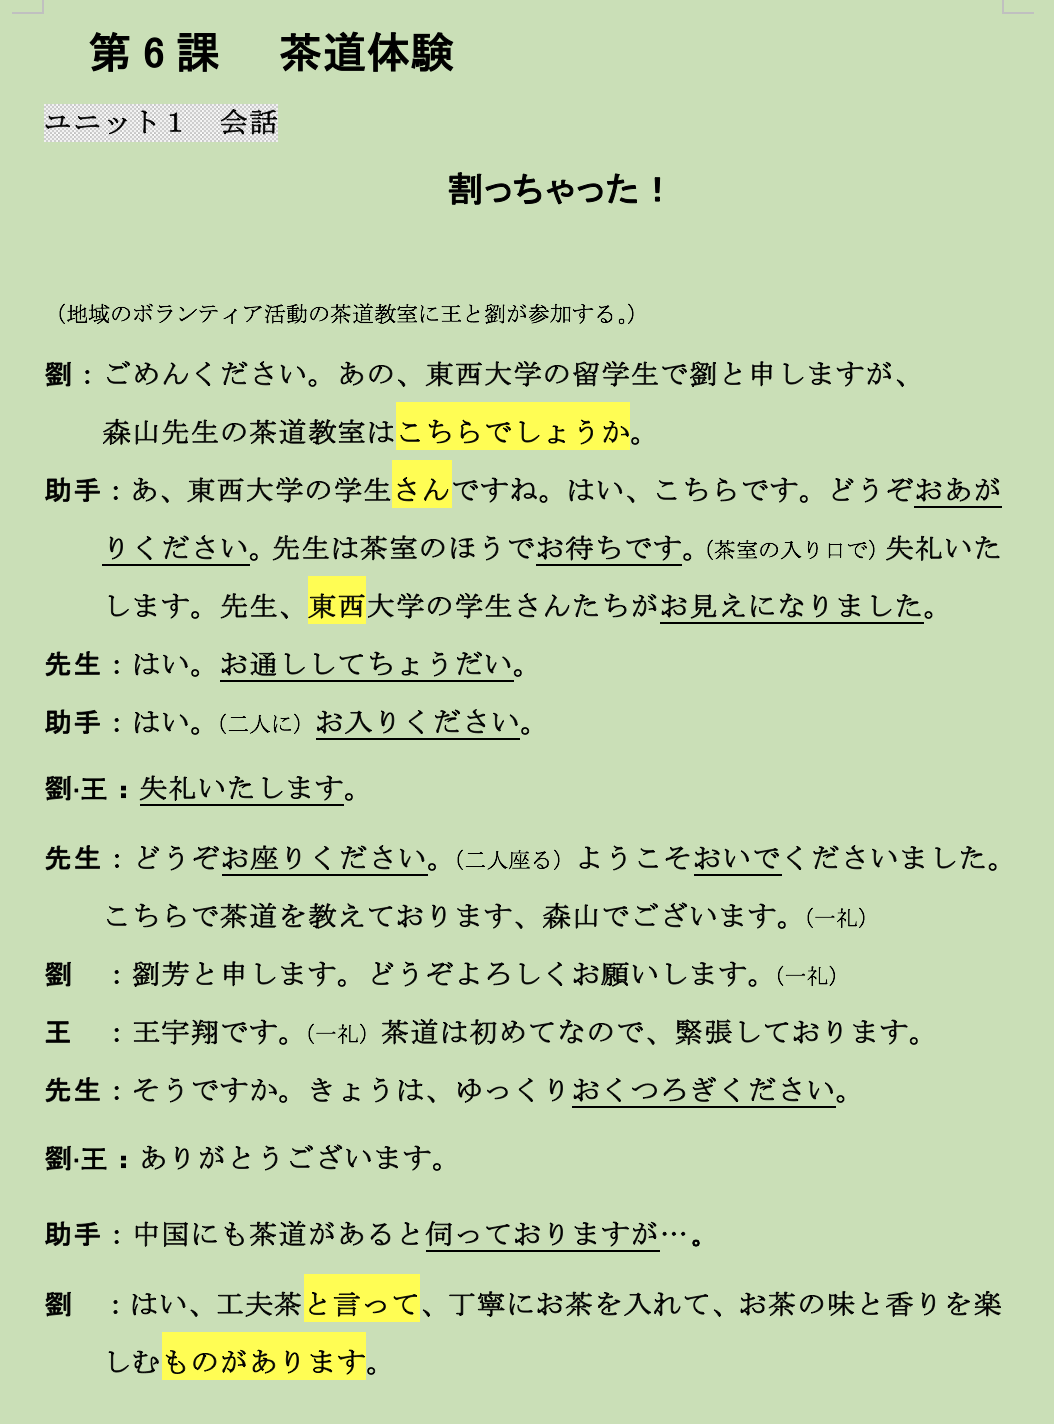 第6課　茶道体験
ユニット1　会話
割っちゃった！
（地域のボランティア活動の茶道教室に王と劉が参加する。）
劉：ごめんください。あの、東西大学の留学生で劉と申しますが、
森山先生の茶道教室はこちらでしょうか。
助手：あ、東西大学の学生さんですね。はい、こちらです。どうぞおあが
りください。先生は茶室のほうでお待ちです。（茶室の入り口で）失礼いた
します。先生、東西大学の学生さんたちがお見えになりました。
先生：はい。お通ししてちょうだい。
助手：はい。（二人に）お入りください。
劉·王：失礼いたします。
先生：どうぞお座りください。（二人座る）ようこそおいでくださいました。
こちらで茶道を教えております、森山でございます。（一礼）
劉　：劉芳と申します。どうぞよろしくお願いします。（一礼）
王　：王宇翔です。（一礼）茶道は初めてなので、緊張しております。
先生：そうですか。きょうは、ゆっくりおくつろぎください。
劉·王：ありがとうございます。
助手：中国にも茶道があると伺っておりますが…。
劉　：はい、工夫茶と言って、丁寧にお茶を入れて、お茶の味と香りを楽
しむものがあります。